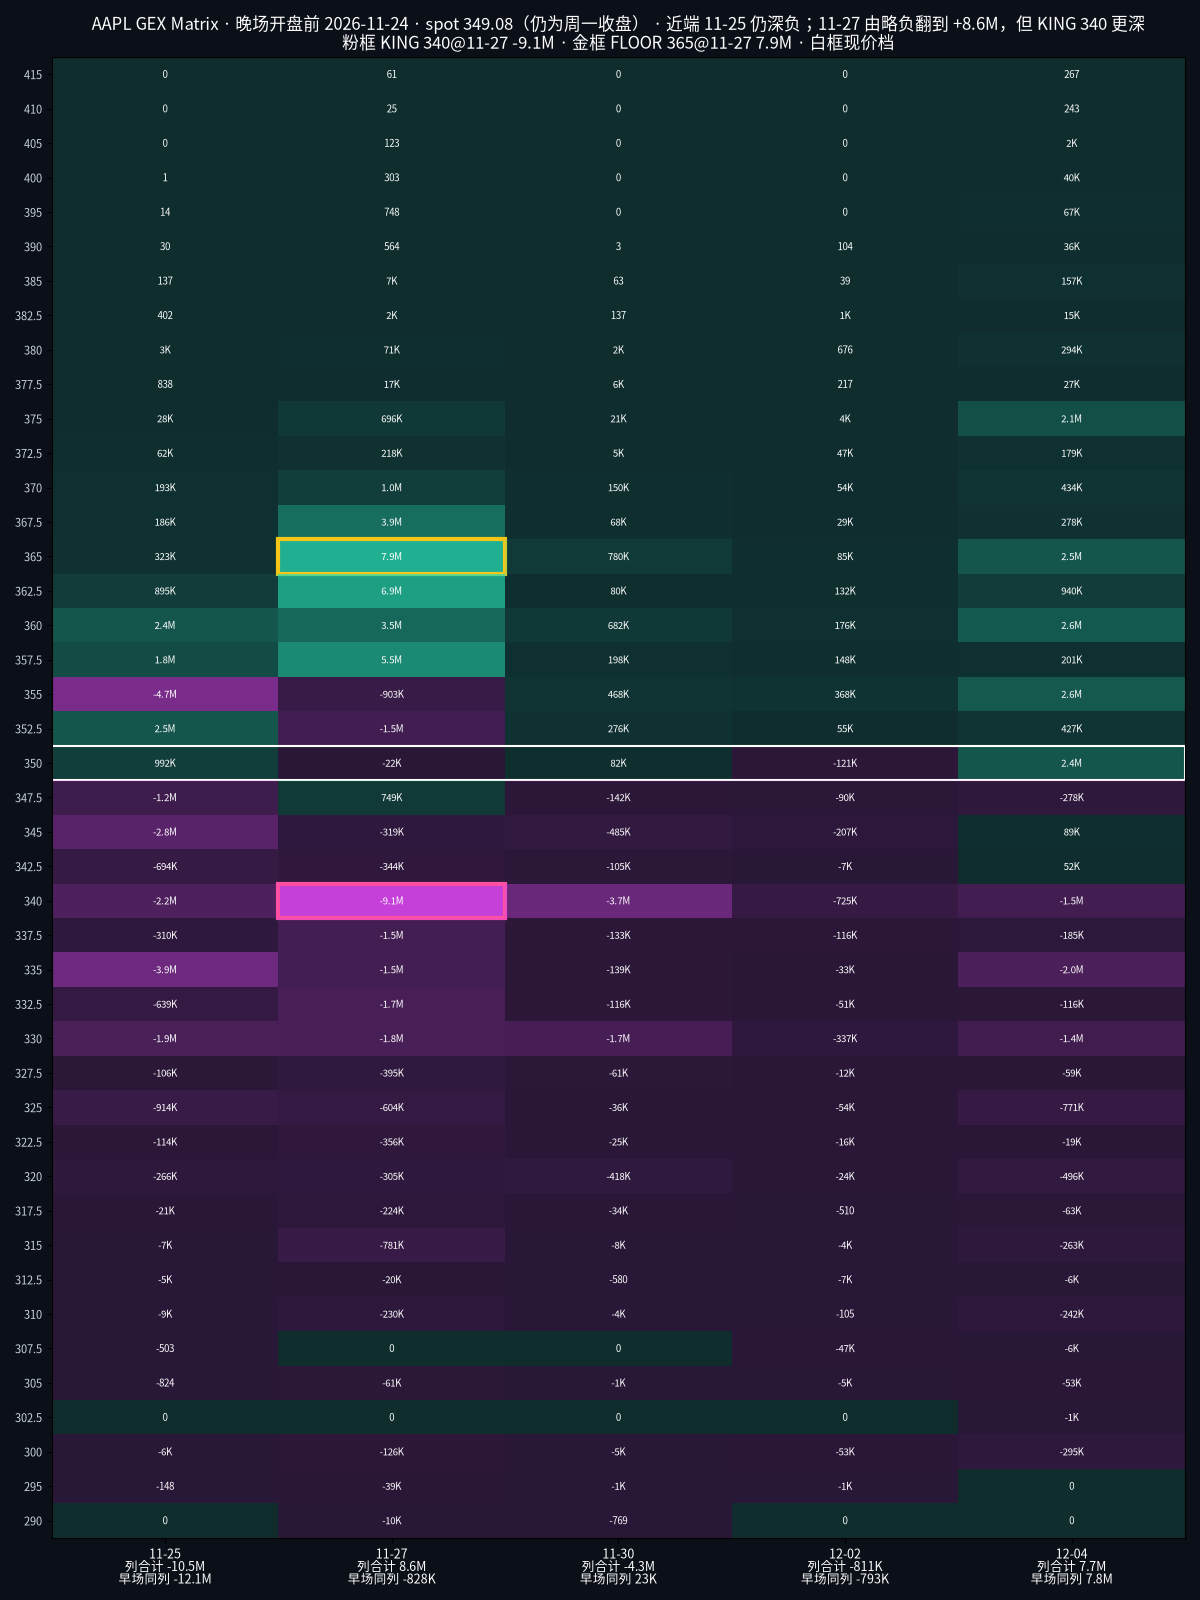 AAPL GEX Matrix · 晚场开盘前 2026-11-24 · spot 349.08（仍为周一收盘） · 近端 11-25 仍深负；11-27 由略负翻到 +8.6M，但 KING 340 更深
粉框 KING 340@11-27 -9.1M · 金框 FLOOR 365@11-27 7.9M · 白框现价档
415 0 61 0 0 267
410 0 25 0 0 243
405 0 123 0 0 2K
400 1 303 0 0 40K
395 14 748 0 0 67K
390 30 564 3 104 36K
385 137 7K 63 39 157K
382.5 402 2K 137 1K 15K
380 3K 71K 2K 676 294K
377.5 838 17K 6K 217 27K
375 28K 696K 21K 4K 2.1M
372.5 62K 218K 5K 47K 179K
370 193K 1.0M 150K 54K 434K
367.5 186K 3.9M 68K 29K 278K
365 323K 7.9M 780K 85K 2.5M
362.5 895K 6.9M 80K 132K 940K
360 2.4M 3.5M 682K 176K 2.6M
357.5 1.8M 5.5M 198K 148K 201K
355 -4.7M -903K 468K 368K 2.6M
352.5 2.5M -1.5M 276K 55K 427K
350 992K -22K 82K -121K 2.4M
347.5 -1.2M 749K -142K -90K -278K
345 -2.8M -319K -485K -207K 89K
342.5 -694K -344K -105K -7K 52K
340 -2.2M -9.1M -3.7M -725K -1.5M
337.5 -310K -1.5M -133K -116K -185K
335 -3.9M -1.5M -139K -33K -2.0M
332.5 -639K -1.7M -116K -51K -116K
330 -1.9M -1.8M -1.7M -337K -1.4M
327.5 -106K -395K -61K -12K -59K
325 -914K -604K -36K -54K -771K
322.5 -114K -356K -25K -16K -19K
320 -266K -305K -418K -24K -496K
317.5 -21K -224K -34K -510 -63K
315 -7K -781K -8K -4K -263K
312.5 -5K -20K -580 -7K -6K
310 -9K -230K -4K -105 -242K
307.5 -503 0 0 -47K -6K
305 -824 -61K -1K -5K -53K
302.5 0 0 0 0 -1K
300 -6K -126K -5K -53K -295K
295 -148 -39K -1K -1K 0
290 0 -10K -769 0 0
11-25 11-27 11-30 12-02 12-04
列合计 -10.5M 列合计 8.6M 列合计 -4.3M 列合计 -811K 列合计 7.7M
早场同列 -12.1M 早场同列 -828K 早场同列 23K 早场同列 -793K 早场同列 7.8M